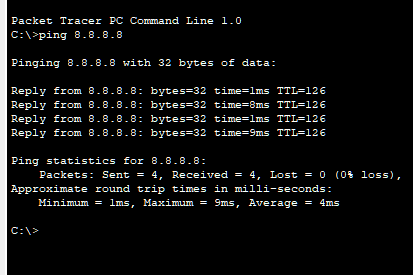 Packet Tracer PC Command Line 1.0
C:\>ping 8.8.8.8
Pinging 8.8.8.8 with 32 bytes of data:
Reply from 8.8.8.8: bytes=32 time=1ms TTL=126
Reply from 8.8.8.8: bytes=32 time=8ms TTL=126
Reply from 8.8.8.8: bytes=32 time=1ms TTL=126
Reply from 8.8.8.8: bytes=32 time=9ms TTL=126
Ping statistics for 8.8.8.8:
Packets: Sent = 4, Received = 4, Lost = 0 (0% loss),
Approximate round trip times in milli-seconds:
Minimum = 1ms, Maximum = 9ms, Average = 4ms
C:\>